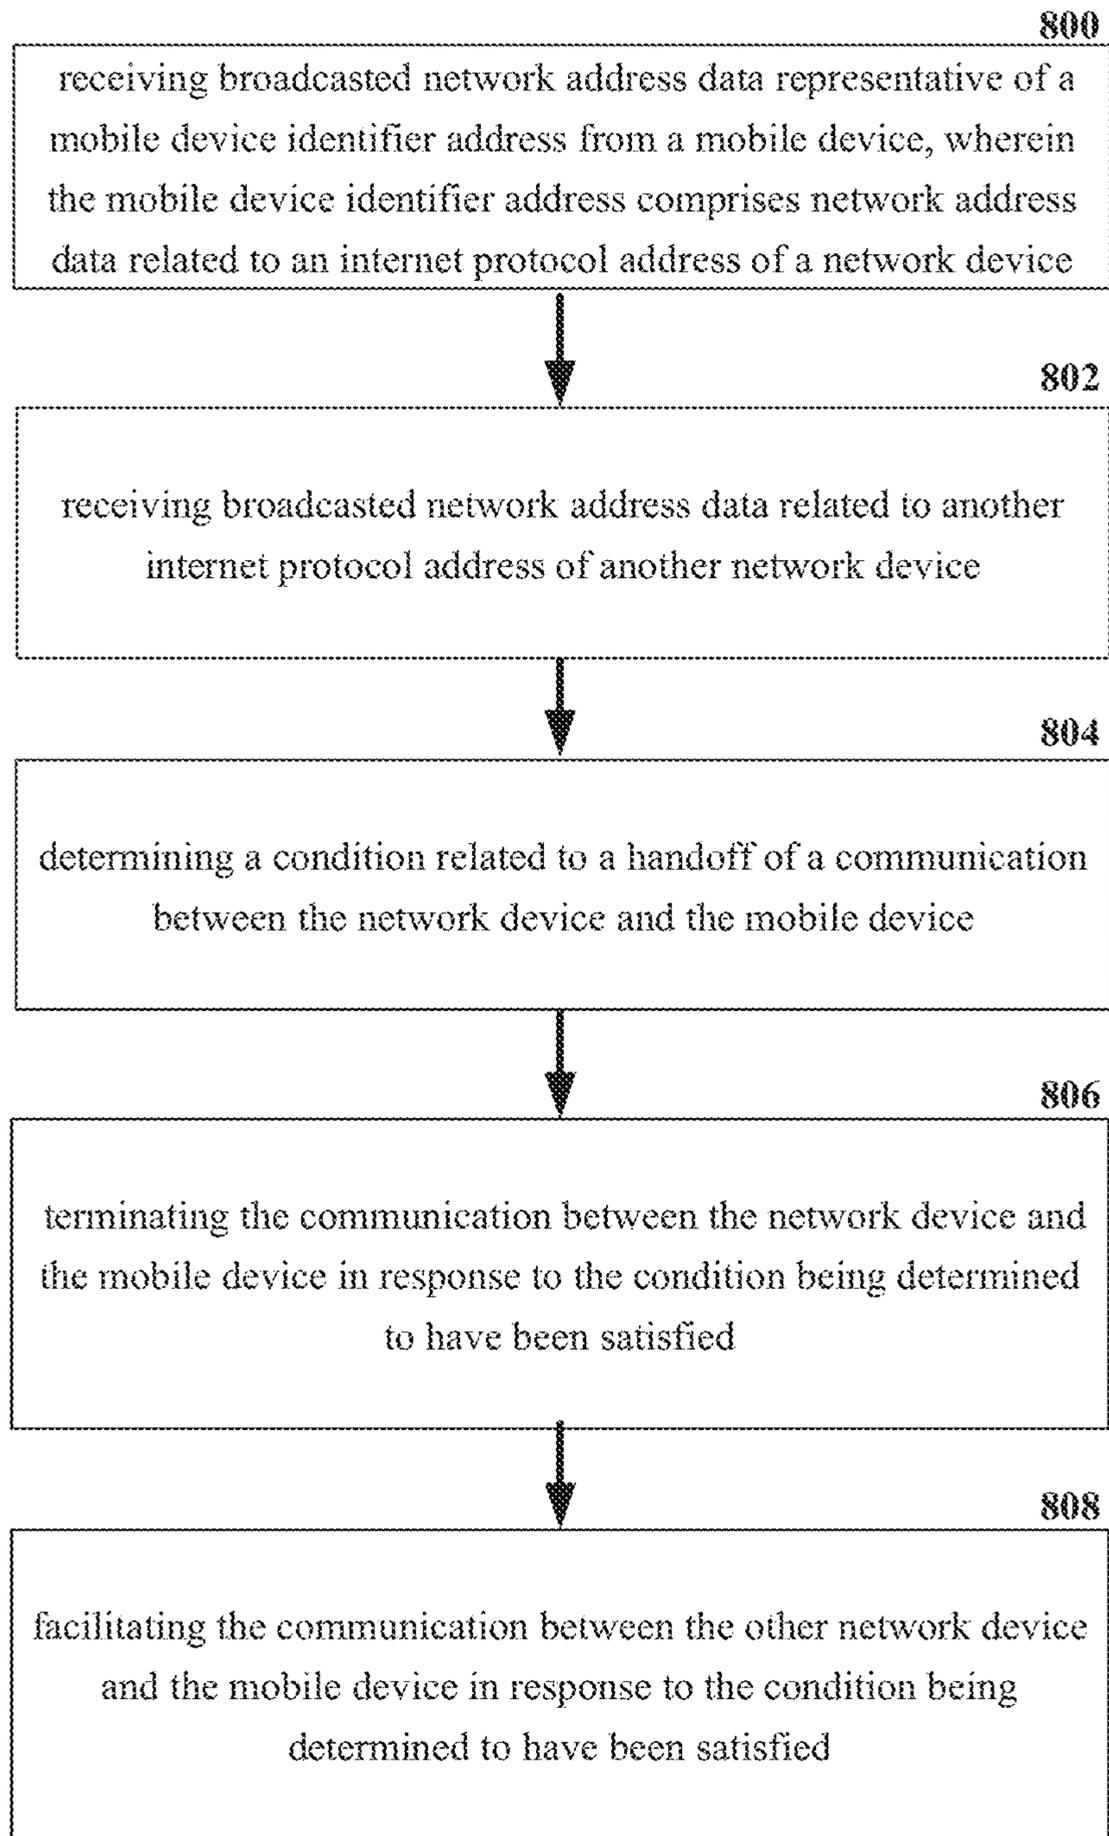 800
receiving broadcasted network address data representative of a
mobile device identifier address from a mobile device, wherein
the mobile device identifier address comprises network address
data related to an internet protocol address of a network device
802
receiving broadcasted network address data related to another
internet protocol address of another network device
804
determining a condition related to a handoff of a communication
between the network device and the mobile device
806
terminating the communication between the network device and
the mobile device in response to the condition being determined
to have been satisfied
808
facilitating the communication between the other network device
and the mobile device in response to the condition being
determined to have been satisfied